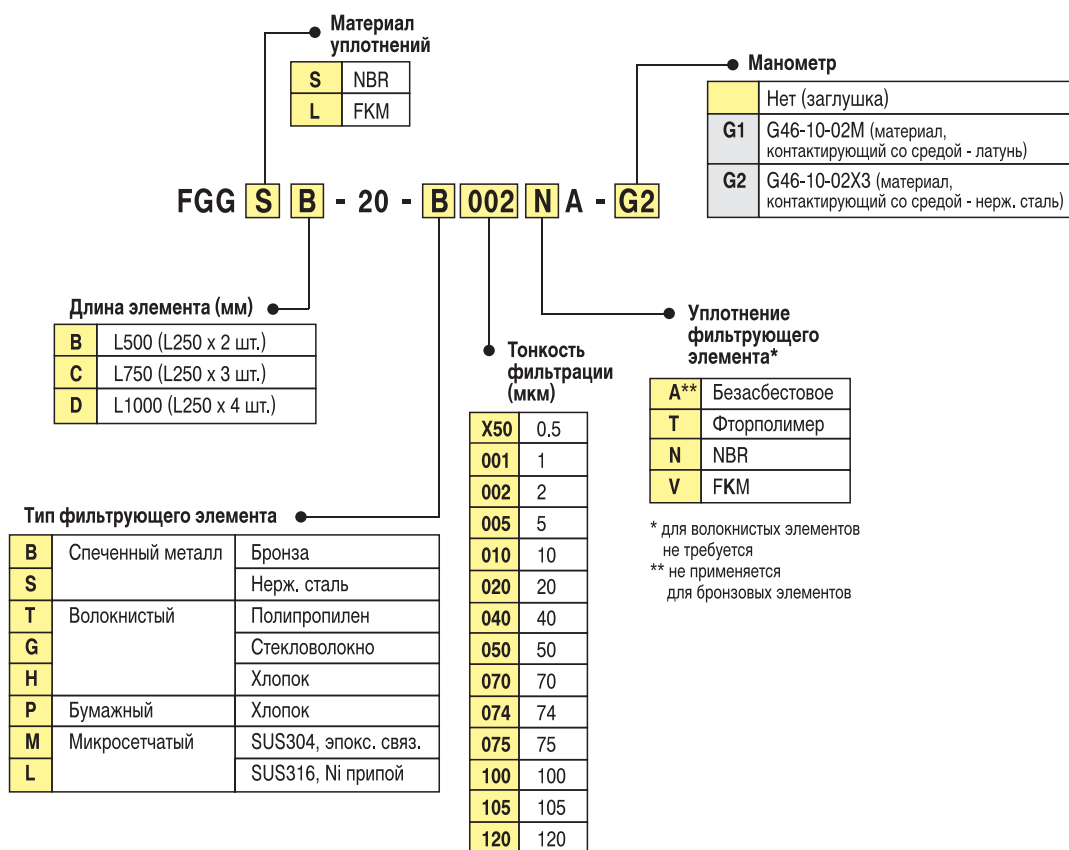 Материал
уплотнений
S NBR
L FKM
Манометр
Нет (заглушка)
G1 G46-10-02M (материал,
контактирующий со средой - латунь)
G2 G46-10-02X3 (материал,
контактирующий со средой - нерж. сталь)
FGG S B - 20 - B 002 N A - G2
Длина элемента (мм)
B L500 (L250 x 2 шт.)
C L750 (L250 x 3 шт.)
D L1000 (L250 x 4 шт.)
Тип фильтрующего элемента
B Спеченный металл Бронза
S Нерж. сталь
T Волокнистый Полипропилен
G Стекловолокно
H Хлопок
P Бумажный Хлопок
M Микросетчатый SUS304, эпокс. связ.
L SUS316, Ni припой
Тонкость
фильтрации
(мкм)
X50 0.5
001 1
002 2
005 5
010 10
020 20
040 40
050 50
070 70
074 74
075 75
100 100
105 105
120 120
Уплотнение
фильтрующего
элемента*
A** Безасбестовое
T Фторполимер
N NBR
V FKM
* для волокнистых элементов
не требуется
** не применяется
для бронзовых элементов